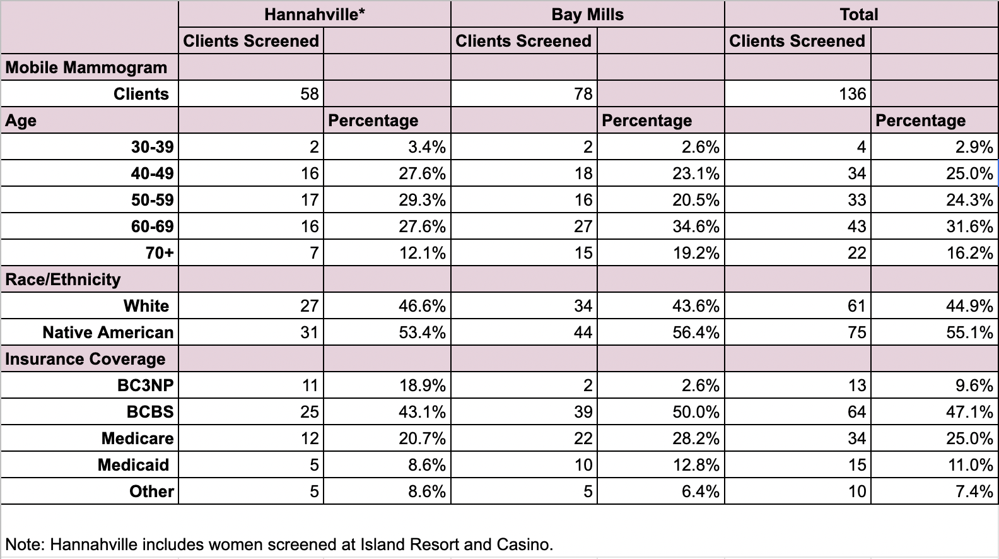 Hannahville* Bay Mills Total
Clients Screened Clients Screened Clients Screened
Mobile Mammogram
Clients 58 78 136
Age Percentage Percentage Percentage
30-39 2 3.4% 2 2.6% 4 2.9%
40-49 16 27.6% 18 23.1% 34 25.0%
50-59 17 29.3% 16 20.5% 33 24.3%
60-69 16 27.6% 27 34.6% 43 31.6%
70+ 7 12.1% 15 19.2% 22 16.2%
Race/Ethnicity
White 27 46.6% 34 43.6% 61 44.9%
Native American 31 53.4% 44 56.4% 75 55.1%
Insurance Coverage
BC3NP 11 18.9% 2 2.6% 13 9.6%
BCBS 25 43.1% 39 50.0% 64 47.1%
Medicare 12 20.7% 22 28.2% 34 25.0%
Medicaid 5 8.6% 10 12.8% 15 11.0%
Other 5 8.6% 5 6.4% 10 7.4%
Note: Hannahville includes women screened at Island Resort and Casino.